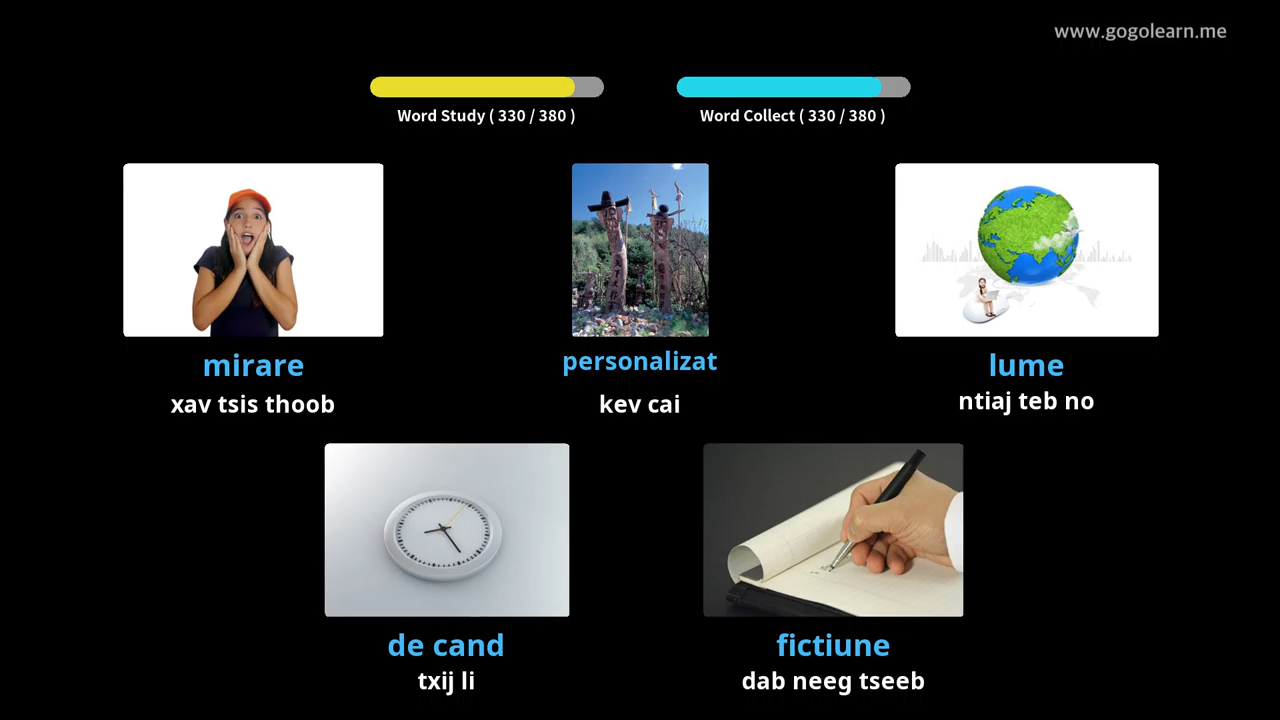 www.gogolearn.me
Word Study ( 330 / 380 )
Word Collect ( 330 / 380 )
mirare
xav tsis thoob
personalizat
kev cai
lume
ntiaj teb no
de cand
txij li
fictiune
dab neeg tseeb